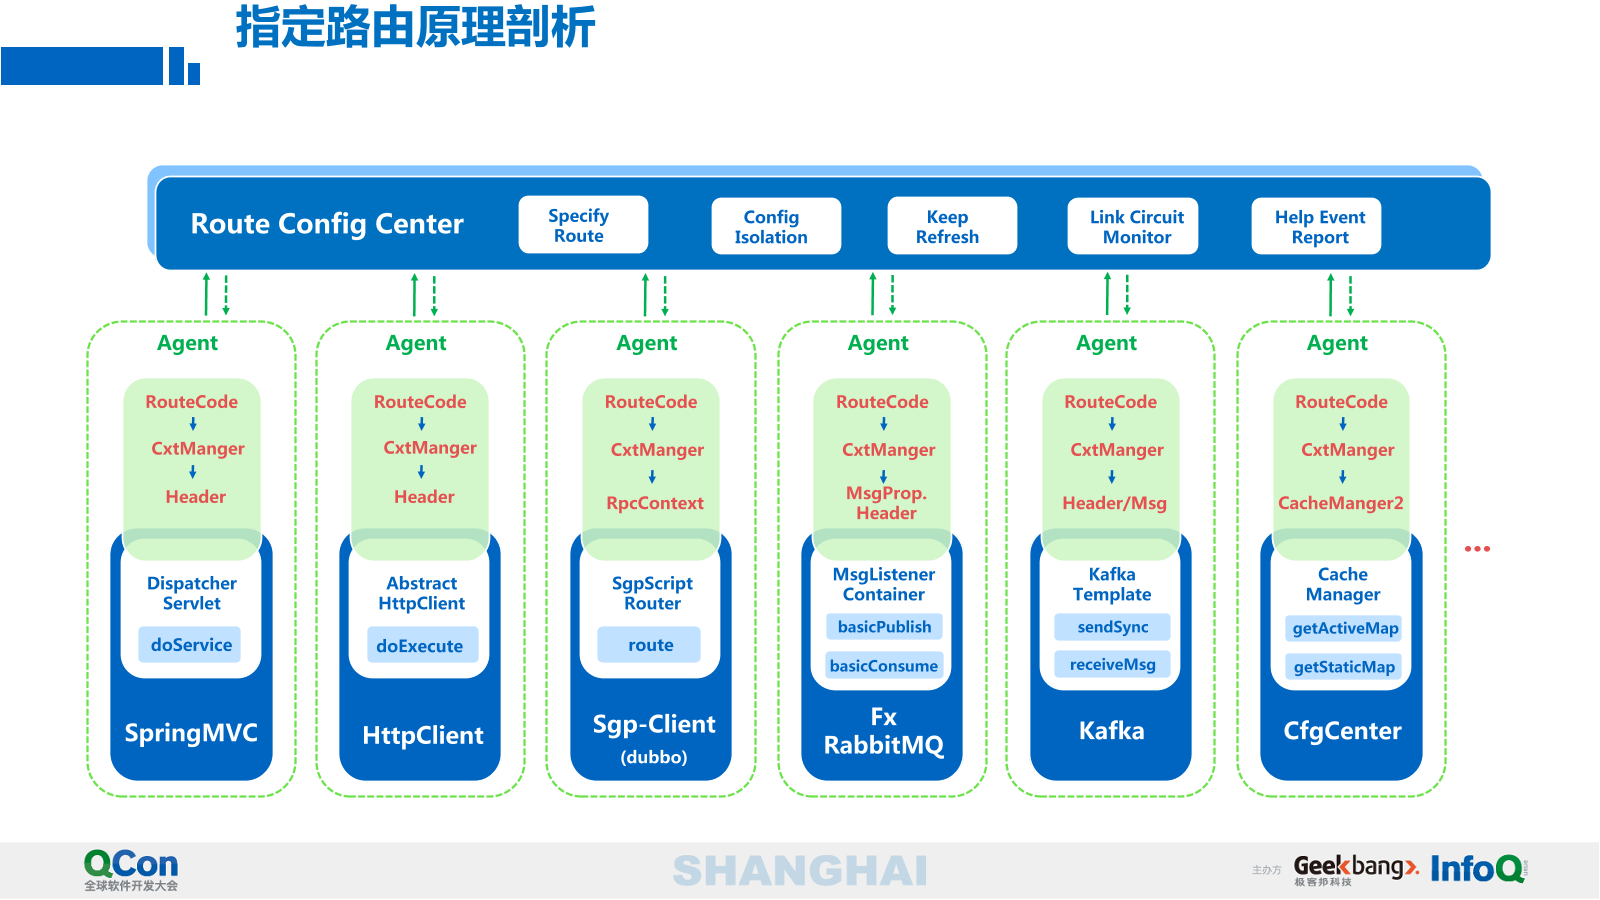 指定路由原理剖析
Route Config Center
Specify
Route
Config
Isolation
Keep
Refresh
Link Circuit
Monitor
Help Event
Report
Agent
RouteCode
CxtManger
Header
Dispatcher
Servlet
doService
SpringMVC
Agent
RouteCode
CxtManger
Header
Abstract
HttpClient
doExecute
HttpClient
Agent
RouteCode
CxtManger
RpcContext
SgpScript
Router
route
Sgp-Client
(dubbo)
Agent
RouteCode
CxtManger
MsgProp.
Header
MsgListener
Container
basicPublish
basicConsume
Fx
RabbitMQ
Agent
RouteCode
CxtManger
Header/Msg
Kafka
Template
sendSync
receiveMsg
Kafka
Agent
RouteCode
CxtManger
CacheManger2
Cache
Manager
getActiveMap
getStaticMap
CfgCenter
...
QCon
全球软件开发大会
SHANGHAI
主办方
Geekbang>.
极客邦科技
InfoQ